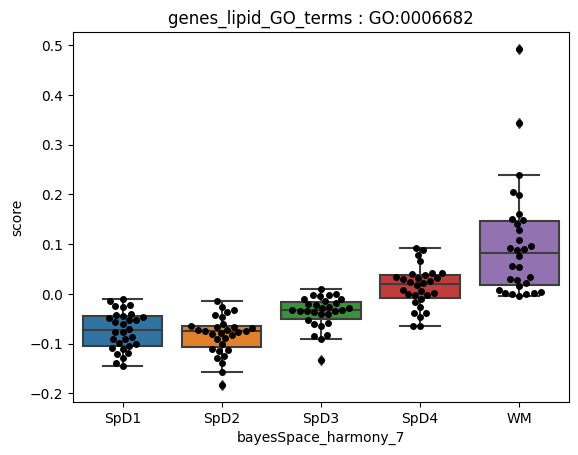 genes_lipid_GO_terms : GO:0006682
0.5
0.4
0.3
0.2
0.1
0.0
−0.1
−0.2
score
SpD1 SpD2 SpD3 SpD4 WM
bayesSpace_harmony_7